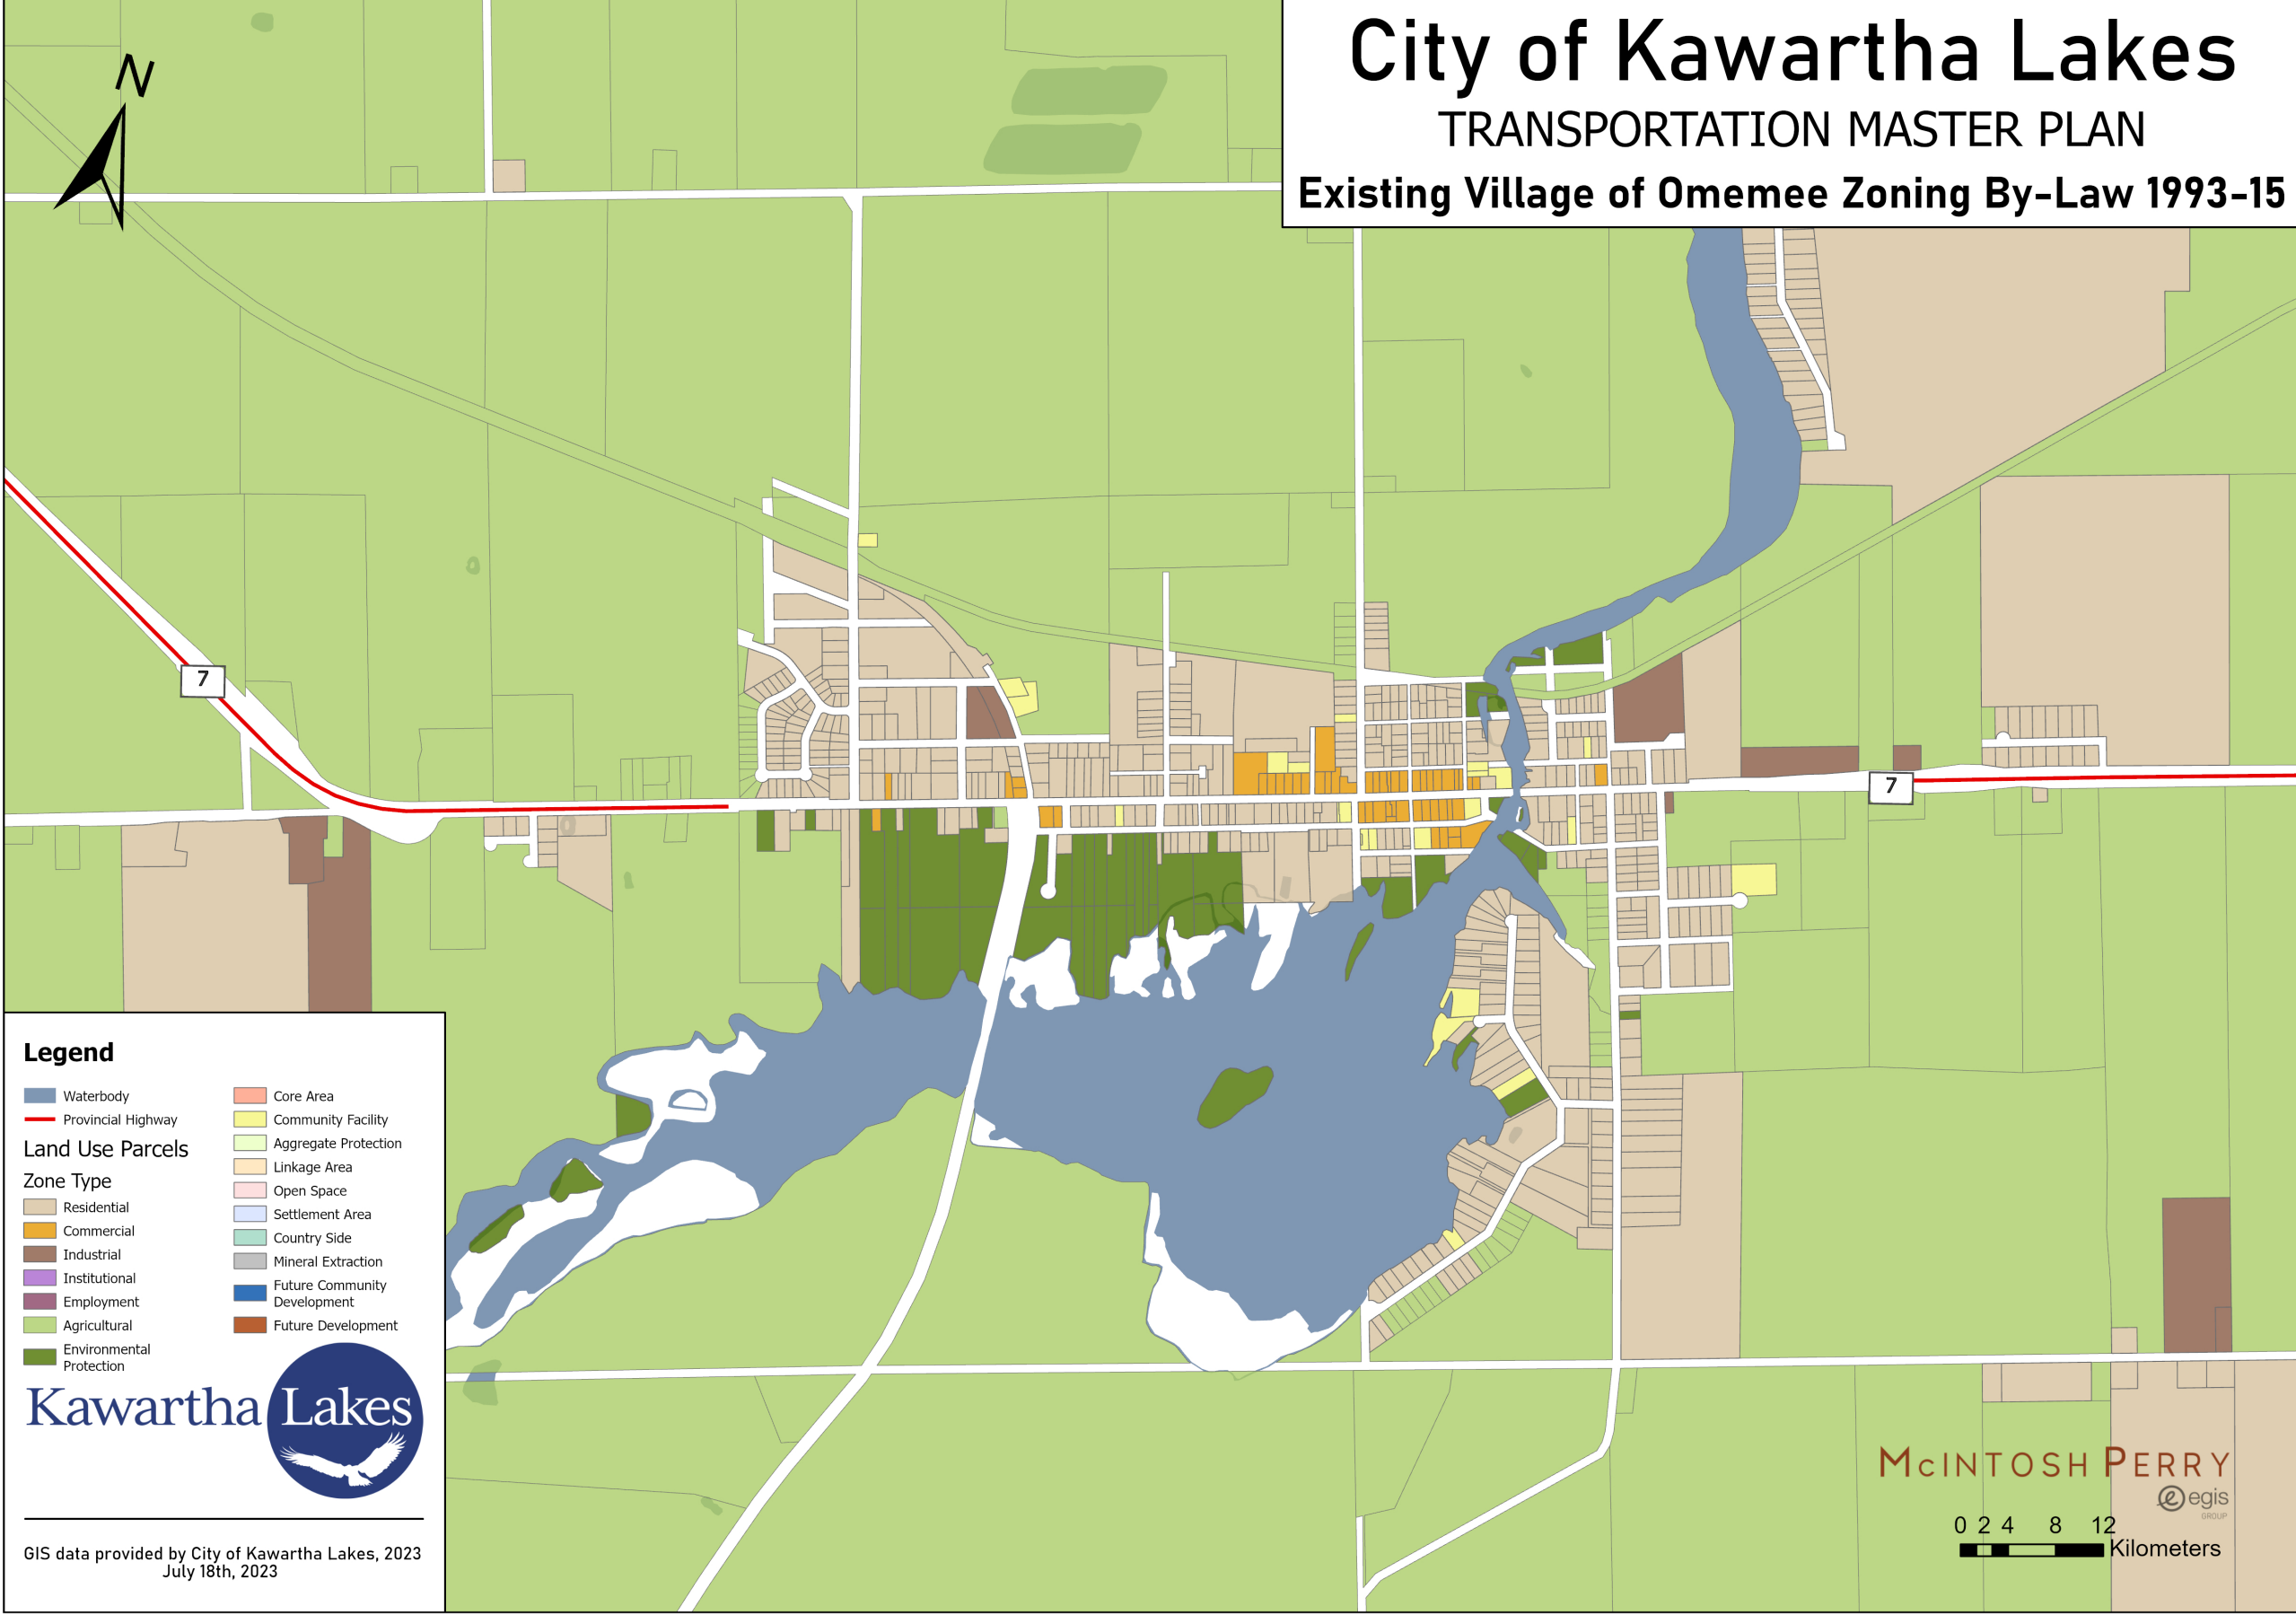 City of Kawartha Lakes
TRANSPORTATION MASTER PLAN
Existing Village of Omemee Zoning By-Law 1993-15
N
7
7
Legend
Waterbody
Provincial Highway
Land Use Parcels
Zone Type
Residential
Commercial
Industrial
Institutional
Employment
Agricultural
Environmental
Protection
Core Area
Community Facility
Aggregate Protection
Linkage Area
Open Space
Settlement Area
Country Side
Mineral Extraction
Future Community
Development
Future Development
Kawartha Lakes
GIS data provided by City of Kawartha Lakes, 2023
July 18th, 2023
McINTOSH PERRY
egis
GROUP
0 2 4 8 12
Kilometers